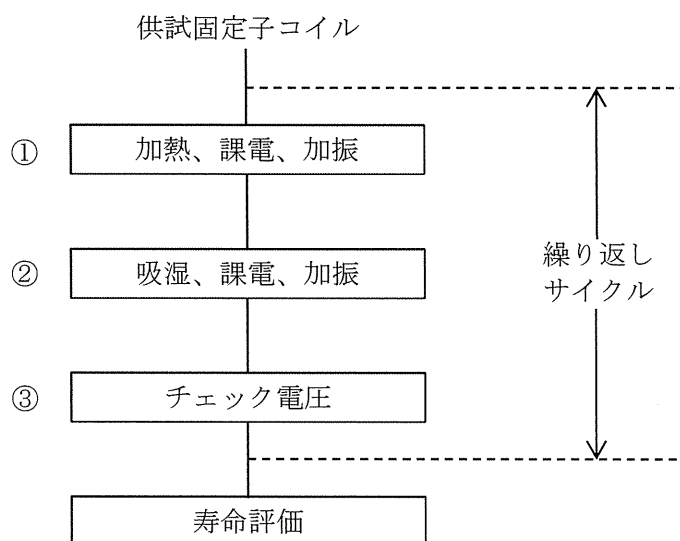 供試固定子コイル
① 加熱、課電、加振
② 吸湿、課電、加振
③ チェック電圧
繰り返し
サイクル
寿命評価